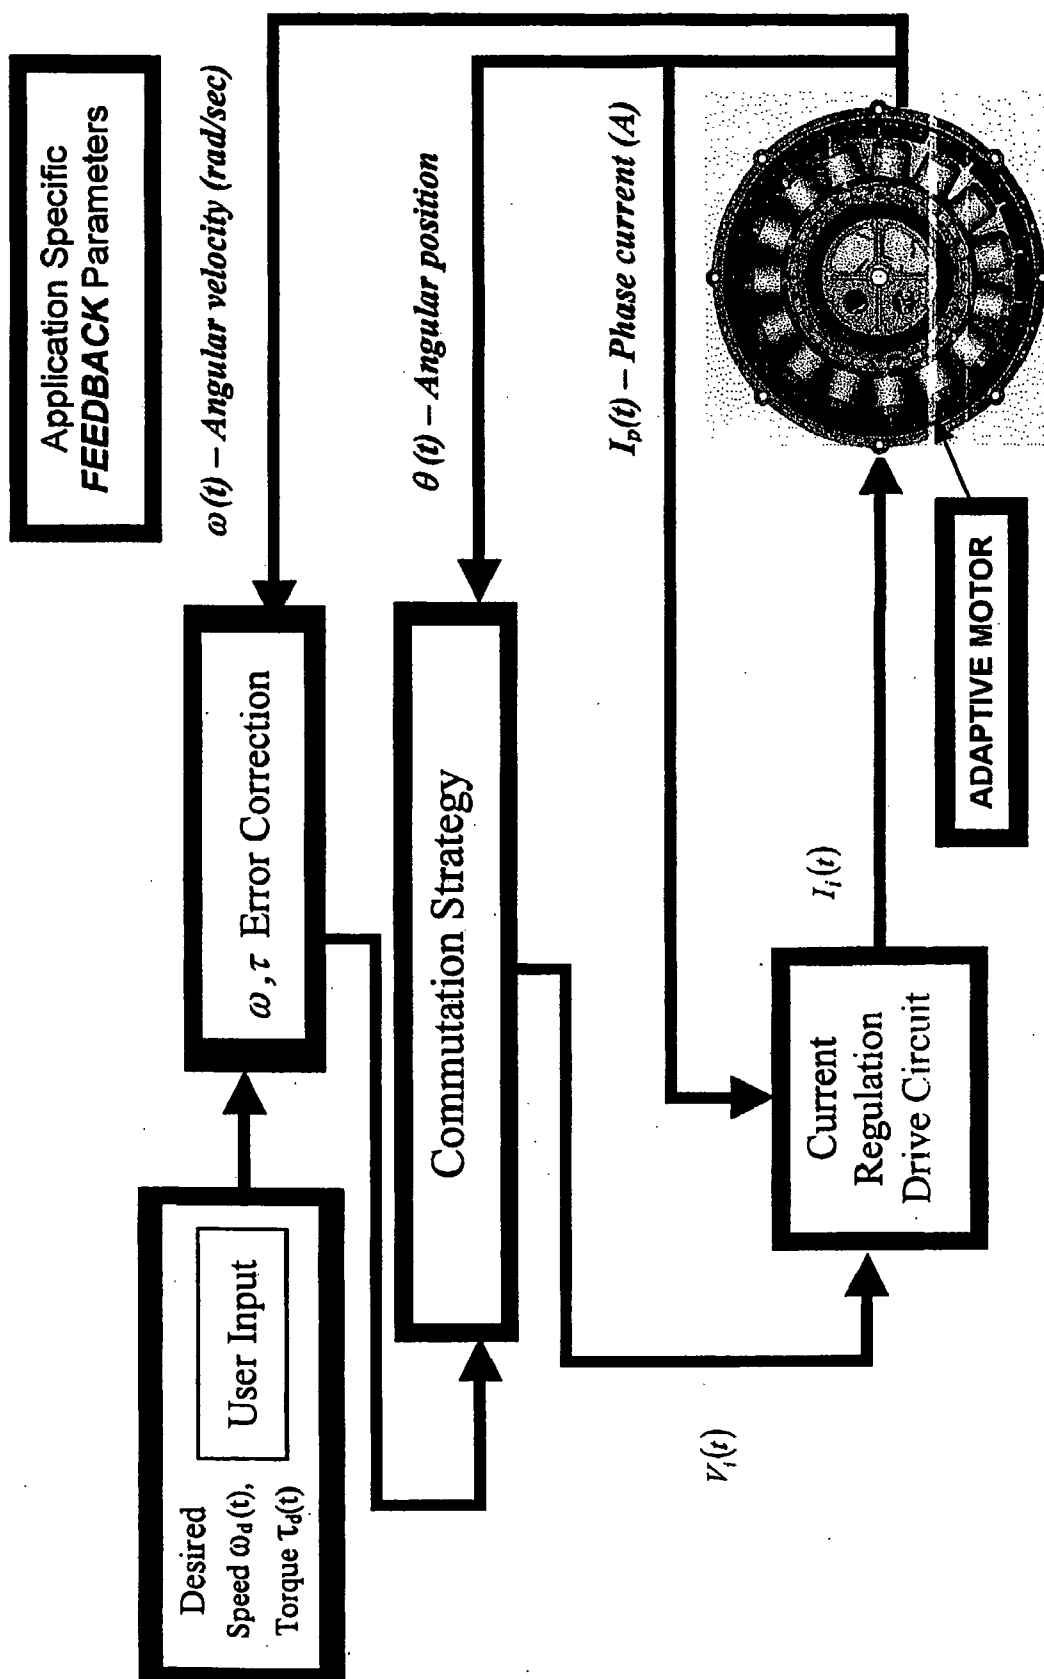 Application Specific
FEEDBACK Parameters
Desired
Speed ω_d(t),
Torque τ_d(t)
User Input
ω,τ Error Correction
ω(t) – Angular velocity (rad/sec)
Commutation Strategy
θ(t) – Angular position
I_p(t) – Phase current (A)
V_i(t)
Current
Regulation
Drive Circuit
I_i(t)
ADAPTIVE MOTOR